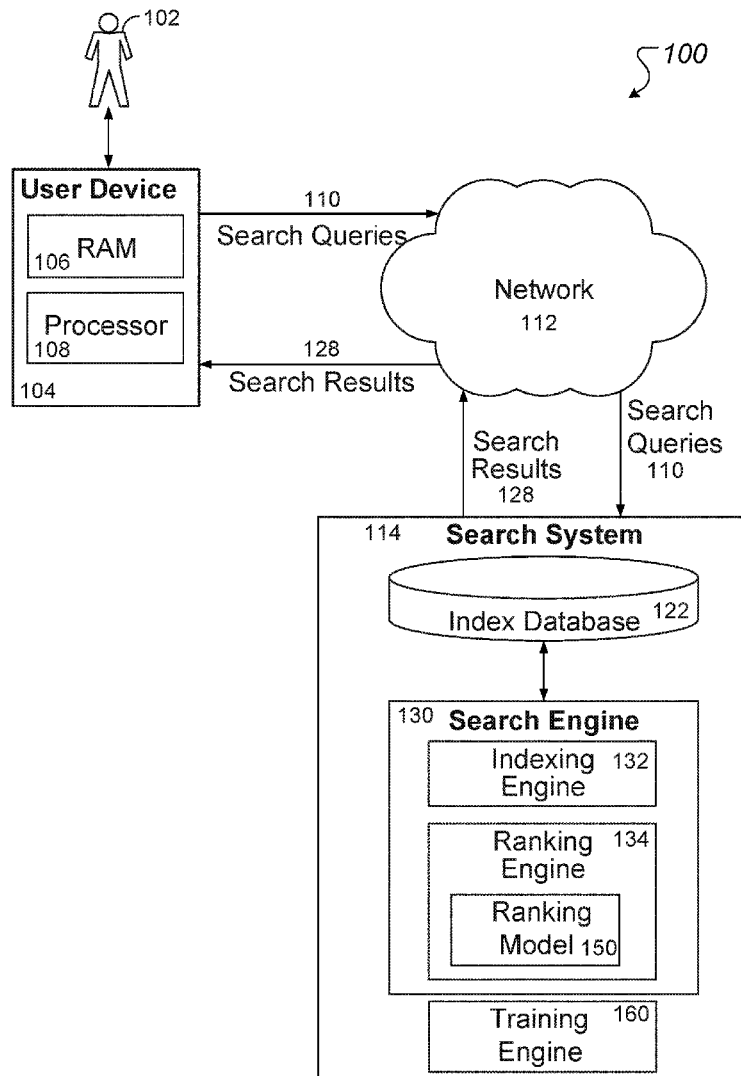 102
100
User Device
RAM
106
Processor
108
104
110
Search Queries
Network
112
128
Search Results
Search
Results
128
Search
Queries
110
114
Search System
Index Database
122
130
Search Engine
Indexing
Engine
132
Ranking
Engine
134
Ranking
Model
150
Training
Engine
160